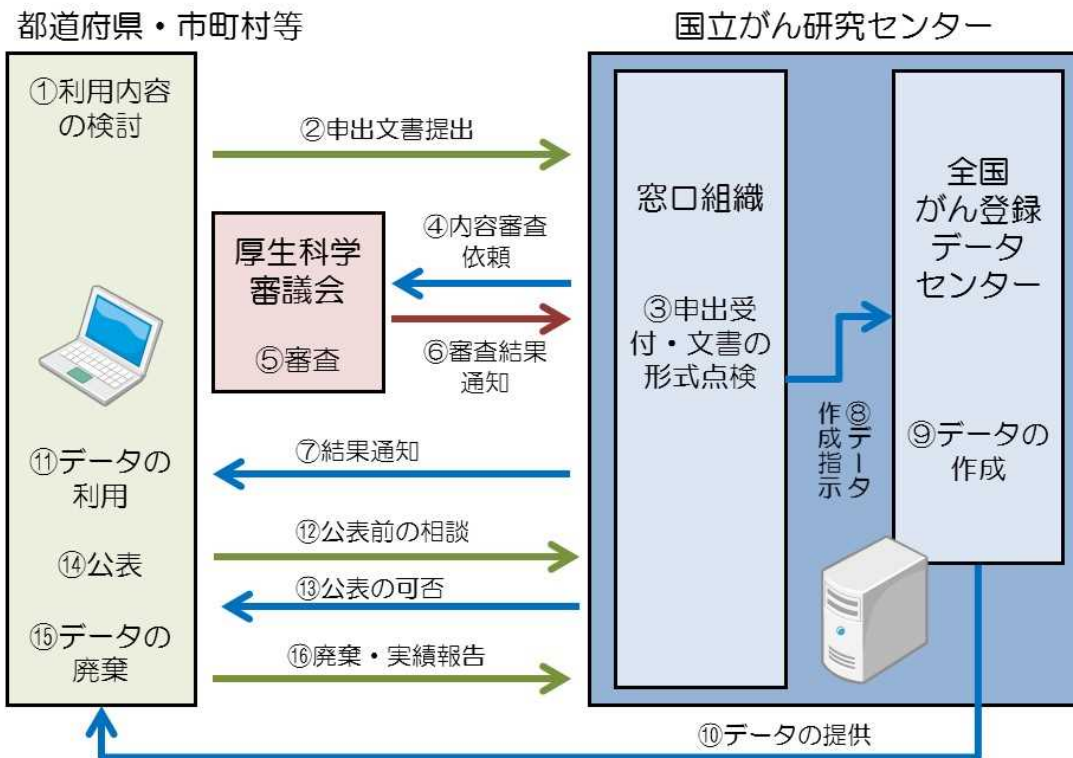 都道府県・市町村等
国立がん研究センター
①利用内容
の検討
②申出文書提出
厚生科学
審議会
⑤審査
④内容審査
依頼
⑥審査結果
通知
窓口組織
③申出受
付・文書の
形式点検
全国
がん登録
データ
センター
⑧データ
作成指示
⑨データの
作成
⑦結果通知
⑪データの
利用
⑫公表前の相談
⑭公表
⑬公表の可否
⑮データの
廃棄
⑯廃棄・実績報告
⑩データの提供